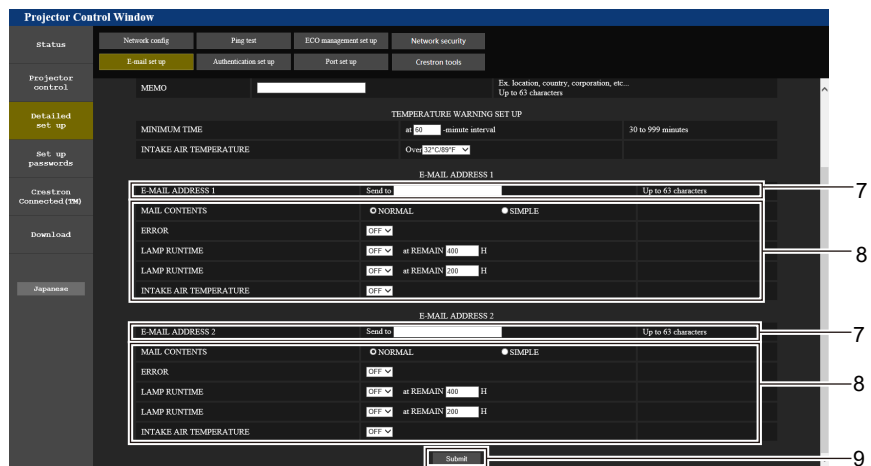 Projector Control Window
Status
Network config
Ping test
ECO management set up
Network security
E-mail set up
Authentication set up
Port set up
Crestron tools
Projector
control
Detailed
set up
Set up
passwords
Crestron
Connected(TM)
Download
Japanese
MEMO
Ex. location, country, corporation, etc...
Up to 63 characters
TEMPERATURE WARNING SET UP
MINIMUM TIME at 60 -minute interval 30 to 999 minutes
INTAKE AIR TEMPERATURE Over 32°C/89°F
E-MAIL ADDRESS 1
E-MAIL ADDRESS 1 Send to Up to 63 characters 7
MAIL CONTENTS NORMAL SIMPLE
ERROR OFF
LAMP RUNTIME OFF at REMAIN 400 H 8
LAMP RUNTIME OFF at REMAIN 200 H
INTAKE AIR TEMPERATURE OFF
E-MAIL ADDRESS 2
E-MAIL ADDRESS 2 Send to Up to 63 characters 7
MAIL CONTENTS NORMAL SIMPLE
ERROR OFF
LAMP RUNTIME OFF at REMAIN 400 H 8
LAMP RUNTIME OFF at REMAIN 200 H
INTAKE AIR TEMPERATURE OFF
Submit 9